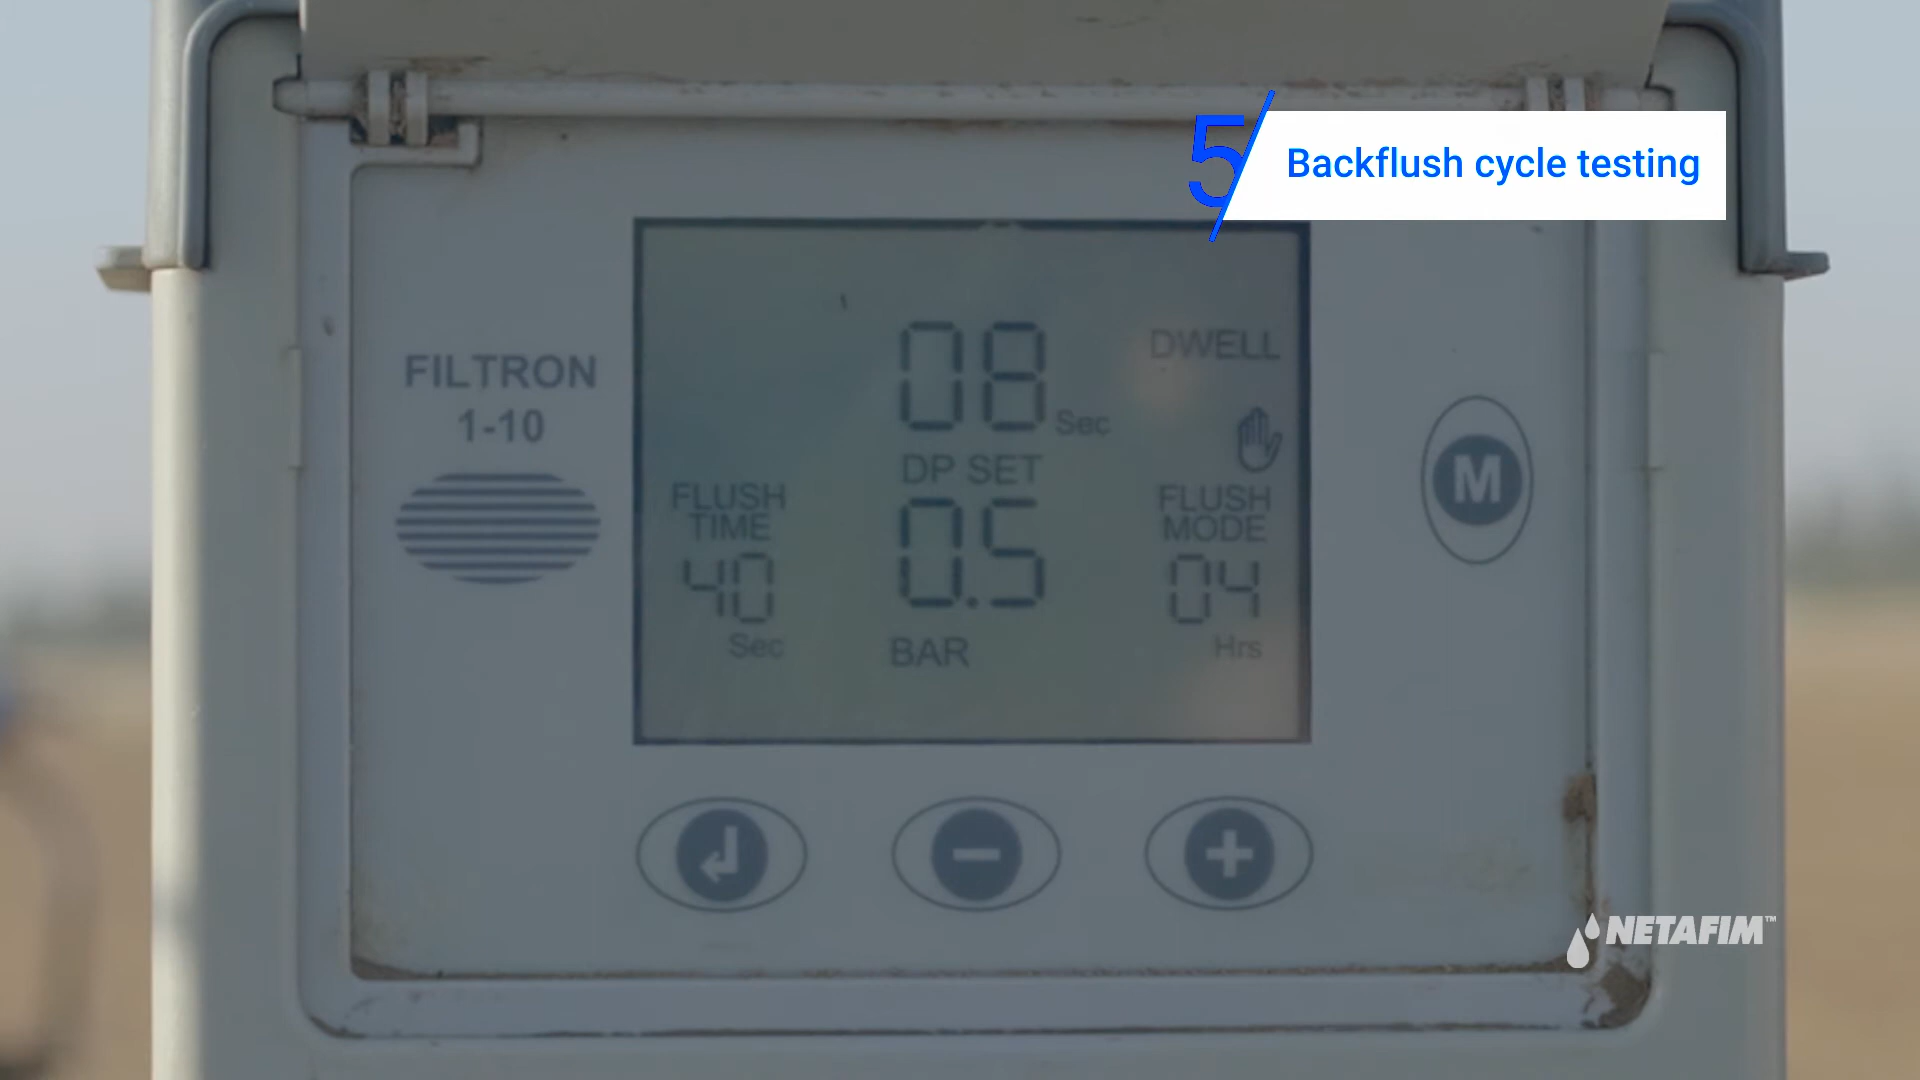 5
Backflush cycle testing
FILTRON
1-10
08 Sec
DWELL
DP SET
0.5
BAR
FLUSH
TIME
40
Sec
FLUSH
MODE
04
Hrs
M
NETAFIM™